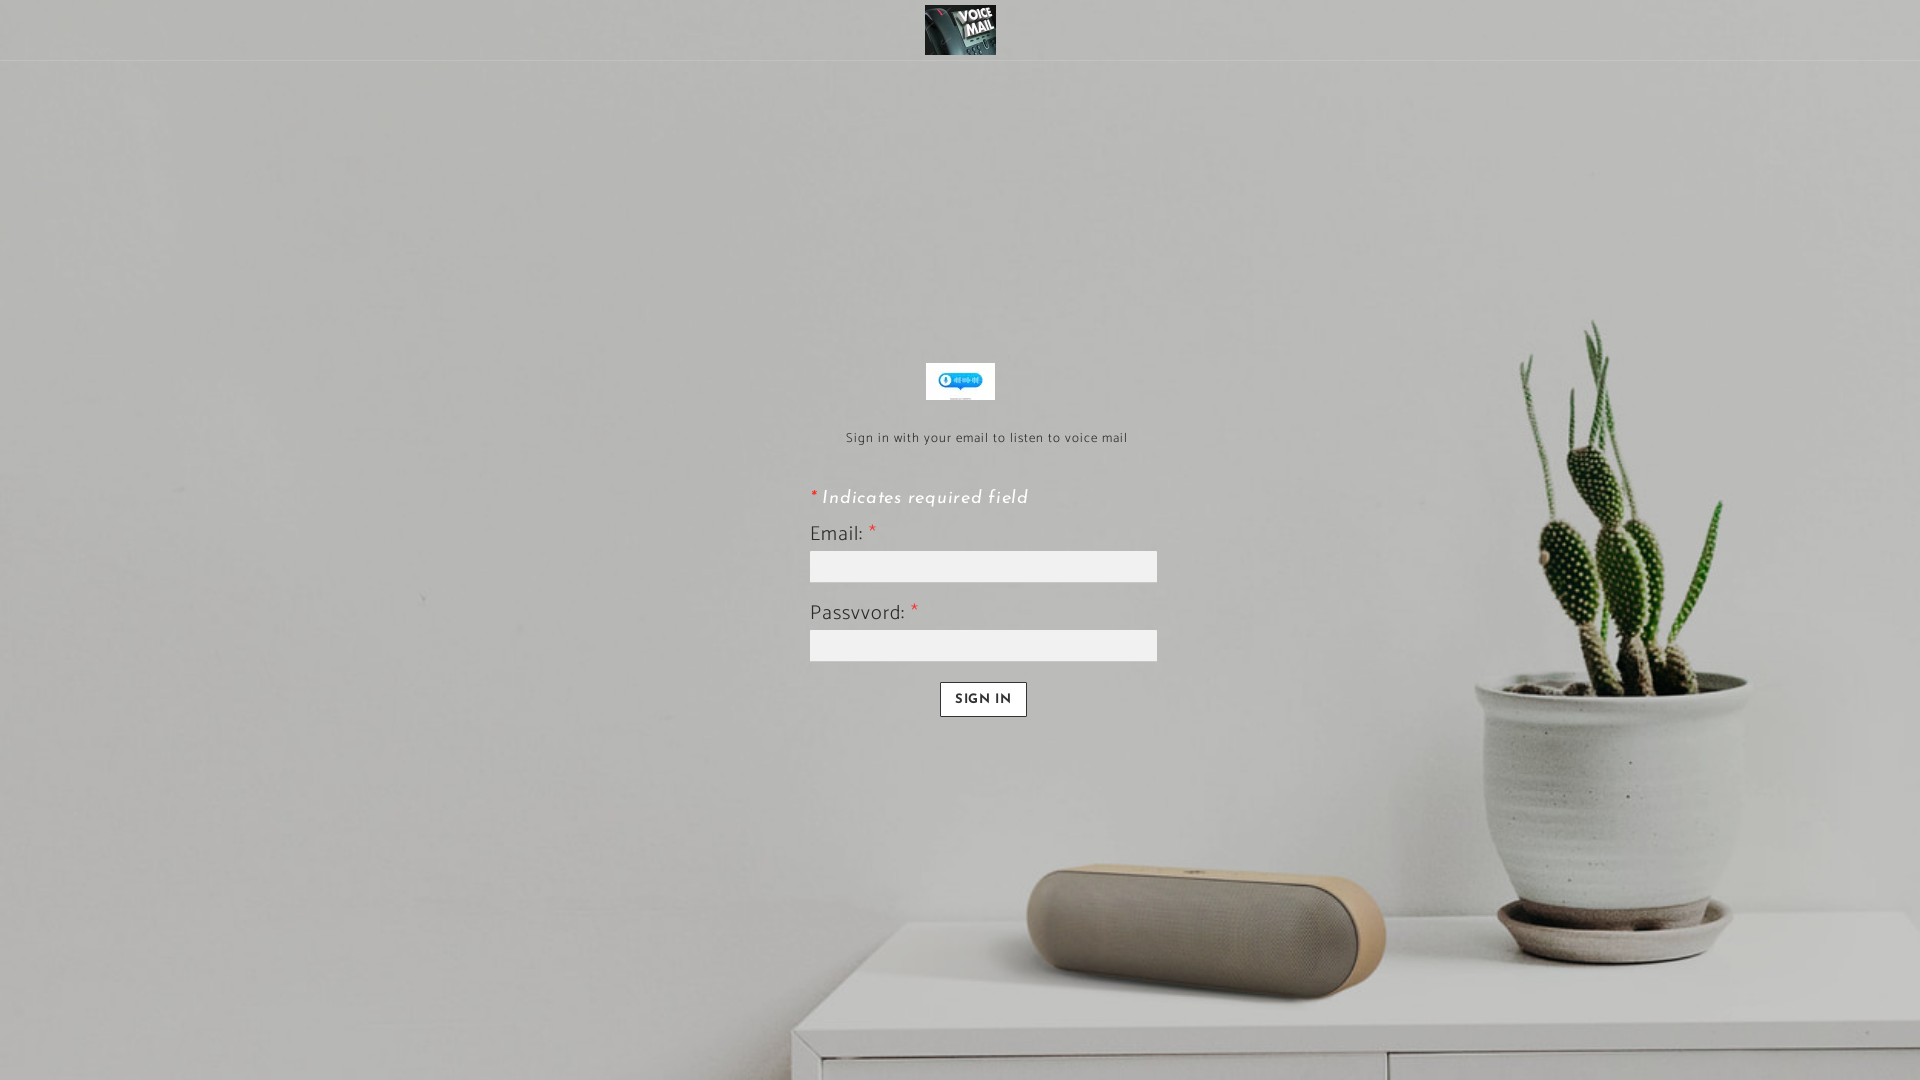 VOICE
MAIL
Sign in with your email to listen to voice mail
* Indicates required field
Email: *
Passvvord: *
SIGN IN